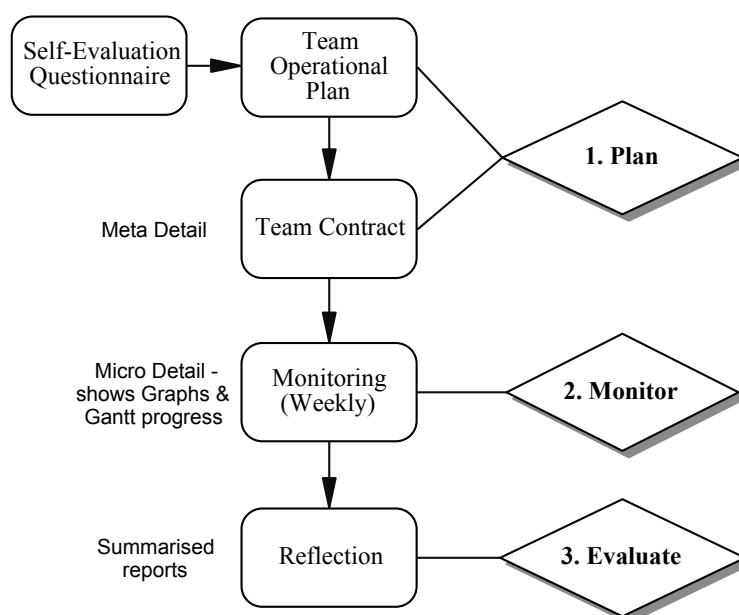 Self-Evaluation
Questionnaire
Team
Operational
Plan
1. Plan
Meta Detail
Team Contract
Micro Detail -
shows Graphs &
Gantt progress
Monitoring
(Weekly)
2. Monitor
Summarised
reports
Reflection
3. Evaluate